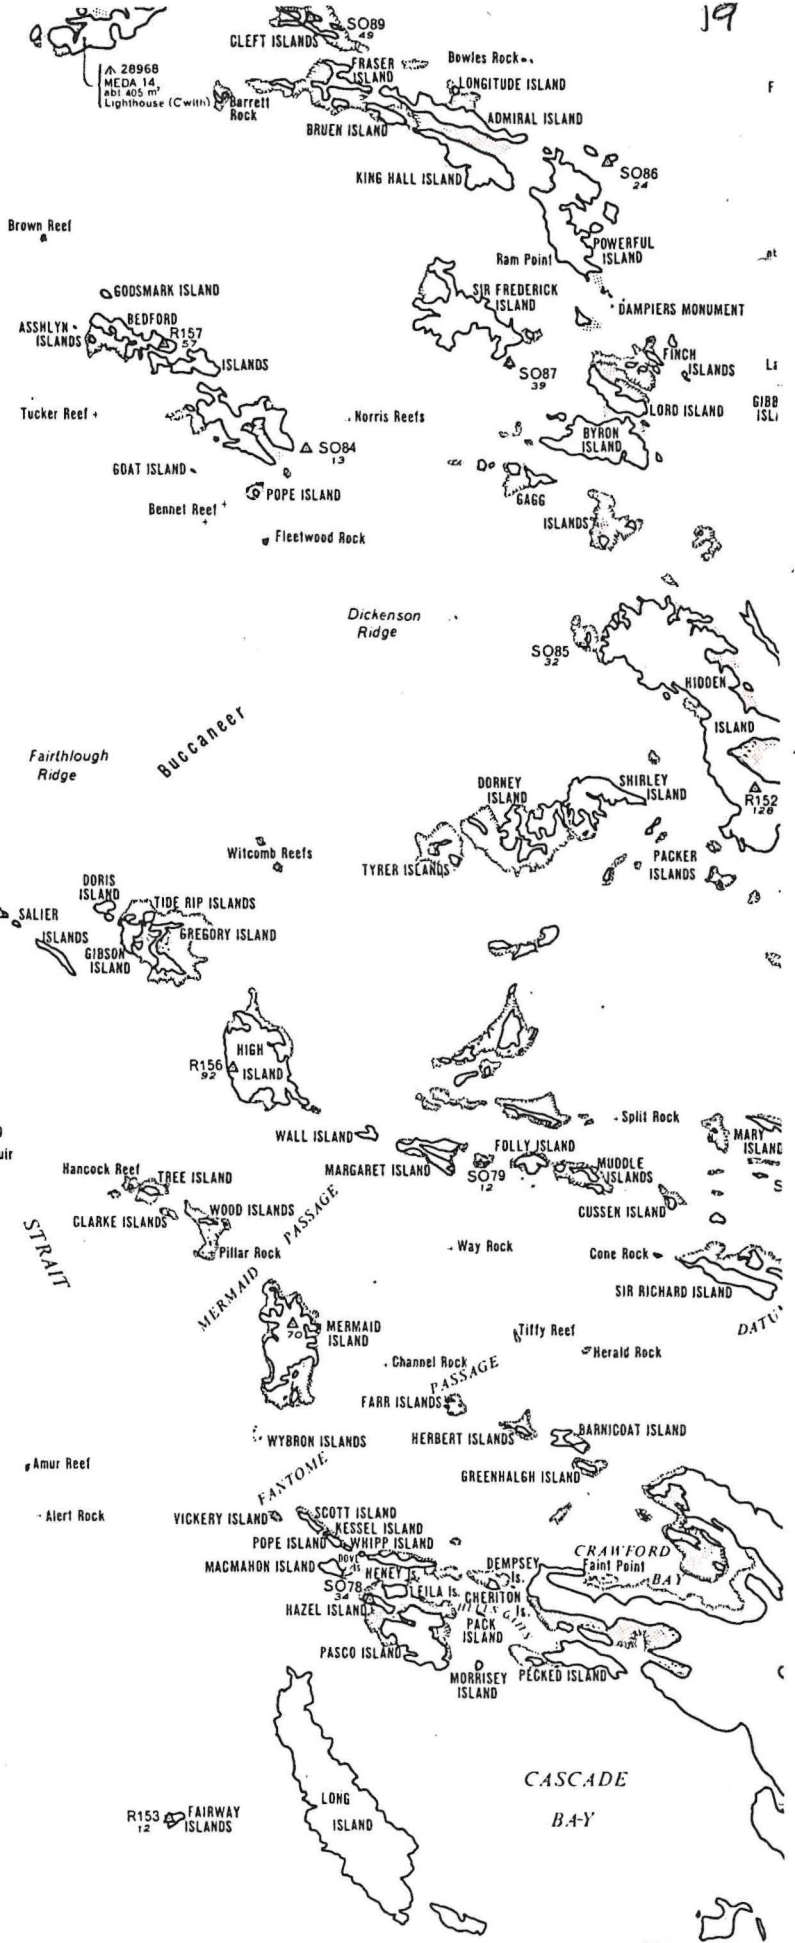 19
SO89
49
CLEFT ISLANDS
28968
MEDA 14
abt 405 m²
Lighthouse (C'wlth)
FRASER
ISLAND
Bowles Rock
Barrett
Rock
LONGITUDE ISLAND
F
BRUEN ISLAND
ADMIRAL ISLAND
KING HALL ISLAND
SO86
24
Brown Reef
POWERFUL
ISLAND
Ram Point
GODSMARK ISLAND
SIR FREDERICK
ISLAND
DAMPIERS MONUMENT
ASSHLYN
ISLANDS
BEDFORD
R157
57
ISLANDS
SO87
39
FINCH
ISLANDS
Tucker Reef
Norris Reefs
LORD ISLAND
GIBB
SO84
13
BYRON
ISLAND
GOAT ISLAND
POPE ISLAND
GAGG
ISLANDS
Bennet Reef
Fleetwood Rock
Dickenson
Ridge
SO85
32
HIDDEN
ISLAND
Buccaneer
Fairthlough
Ridge
R152
128
DORNEY
ISLAND
SHIRLEY
ISLAND
TYRER ISLANDS
PACKER
ISLANDS
Witcomb Reefs
DORIS
ISLAND
TIDE RIP ISLANDS
SALIER
ISLANDS
GREGORY ISLAND
GIBSON
ISLAND
HIGH
ISLAND
R156
92
WALL ISLAND
Split Rock
MARY
ISLAND
MARGARET ISLAND
SO79
12
FOLLY ISLAND
MUDDLE
ISLANDS
S
CUSSEN ISLAND
Hancock Reef
TREE ISLAND
CLARKE ISLANDS
WOOD ISLANDS
Pillar Rock
STRAIT
MERMAID PASSAGE
Way Rock
Cone Rock
SIR RICHARD ISLAND
DATU
MERMAID
ISLAND
70
Tiffy Reef
Herald Rock
Channel Rock
PASSAGE
FARR ISLANDS
HERBERT ISLANDS
BARNICOAT ISLAND
WYBRON ISLANDS
GREENHALGH ISLAND
Amur Reef
FANTOME
Alert Rock
VICKERY ISLAND
SCOTT ISLAND
KESSEL ISLAND
POPE ISLAND
WHIPP ISLAND
MACMAHON ISLAND
DOVE
IS
HENEY Is.
DEMPSEY
Is.
CRAWFORD
BAY
Faint Point
SO78
34
LEILA Is.
CHERITON
Is.
HAZEL ISLAND
HELLS GATES
PACK
ISLAND
PASCO ISLAND
MORRISEY
ISLAND
PECKED ISLAND
CASCADE
BAY
LONG
ISLAND
R153
12
FAIRWAY
ISLANDS